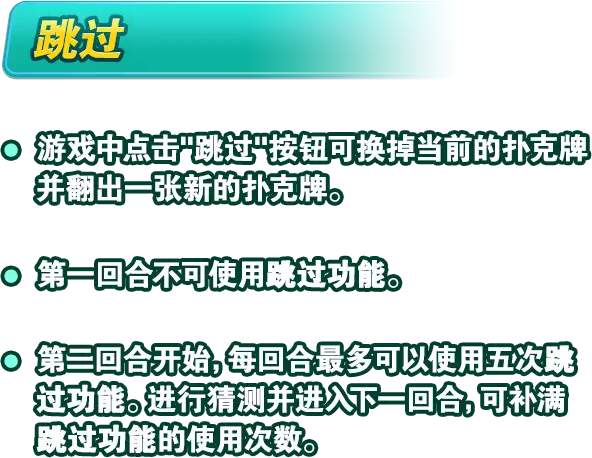 跳过
游戏中点击"跳过"按钮可换掉当前的扑克牌
并翻出一张新的扑克牌。
第一回合不可使用跳过功能。
第二回合开始,每回合最多可以使用五次跳
过功能。进行猜测并进入下一回合,可补满
跳过功能的使用次数。